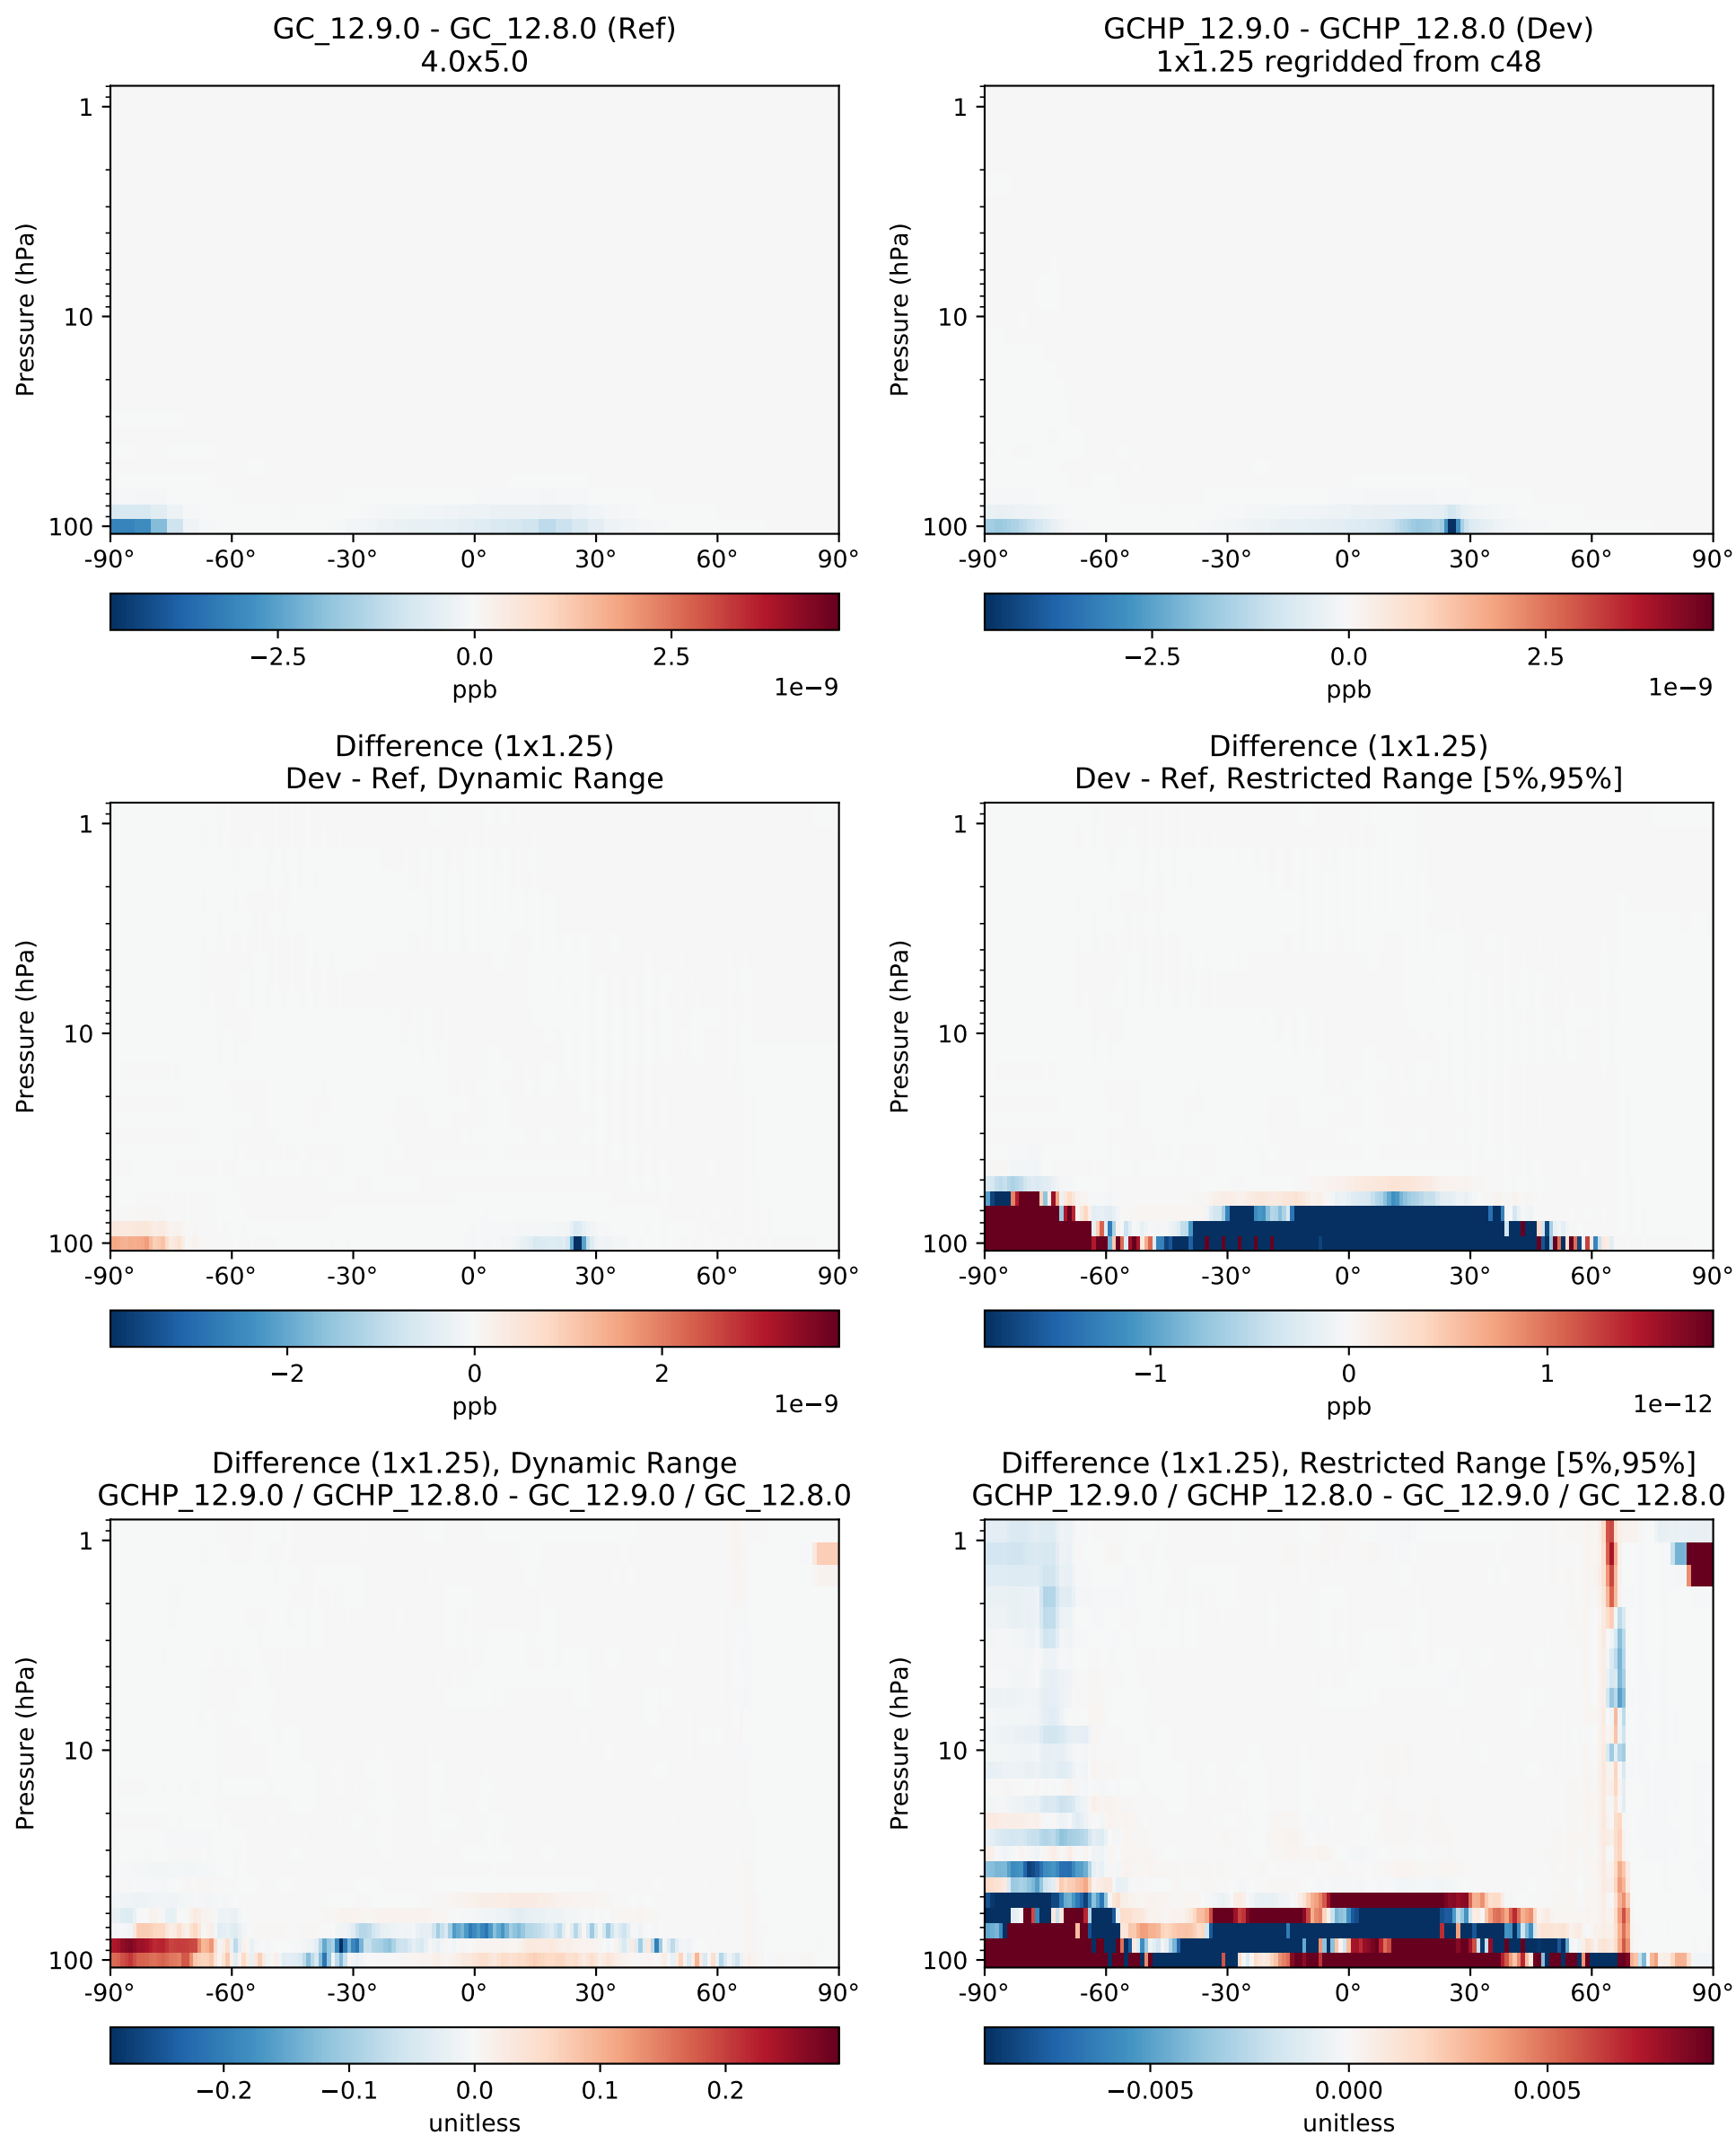 GC_12.9.0 - GC_12.8.0 (Ref)
4.0x5.0
GCHP_12.9.0 - GCHP_12.8.0 (Dev)
1x1.25 regridded from c48
Pressure (hPa)
1
10
100
-90° -60° -30° 0° 30° 60° 90°
−2.5 0.0 2.5
ppb
1e−9
Pressure (hPa)
1
10
100
-90° -60° -30° 0° 30° 60° 90°
−2.5 0.0 2.5
ppb
1e−9
Difference (1x1.25)
Dev - Ref, Dynamic Range
Difference (1x1.25)
Dev - Ref, Restricted Range [5%,95%]
Pressure (hPa)
1
10
100
-90° -60° -30° 0° 30° 60° 90°
−2 0 2
ppb
1e−9
Pressure (hPa)
1
10
100
-90° -60° -30° 0° 30° 60° 90°
−1 0 1
ppb
1e−12
Difference (1x1.25), Dynamic Range
GCHP_12.9.0 / GCHP_12.8.0 - GC_12.9.0 / GC_12.8.0
Difference (1x1.25), Restricted Range [5%,95%]
GCHP_12.9.0 / GCHP_12.8.0 - GC_12.9.0 / GC_12.8.0
Pressure (hPa)
1
10
100
-90° -60° -30° 0° 30° 60° 90°
−0.2 −0.1 0.0 0.1 0.2
unitless
Pressure (hPa)
1
10
100
-90° -60° -30° 0° 30° 60° 90°
−0.005 0.000 0.005
unitless